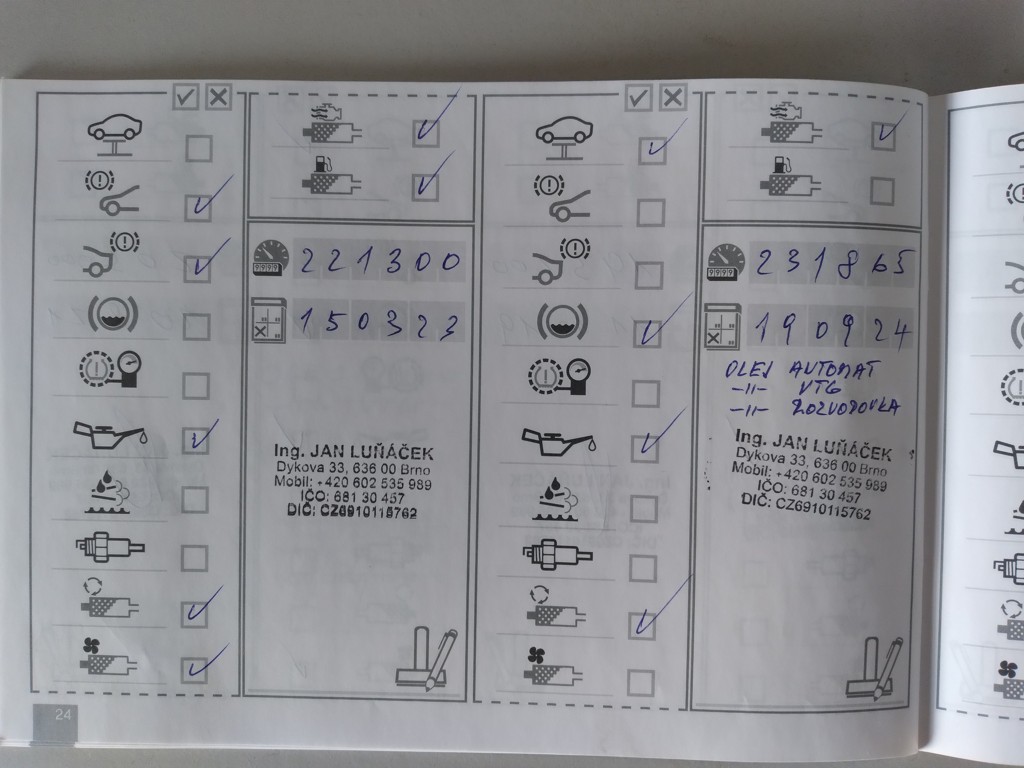 221300
150323
Ing. JAN LUŇÁČEK
Dykova 33, 636 00 Brno
Mobil: +420 602 535 989
IČO: 681 30 457
DIČ: CZ6910115762
231865
190924
OLEJ AUTOMAT
-11- VTG
-11- ROZVODOVKA
Ing. JAN LUŇÁČEK
Dykova 33, 636 00 Brno
Mobil: +420 602 535 989
IČO: 681 30 457
DIČ: CZ6910115762
24